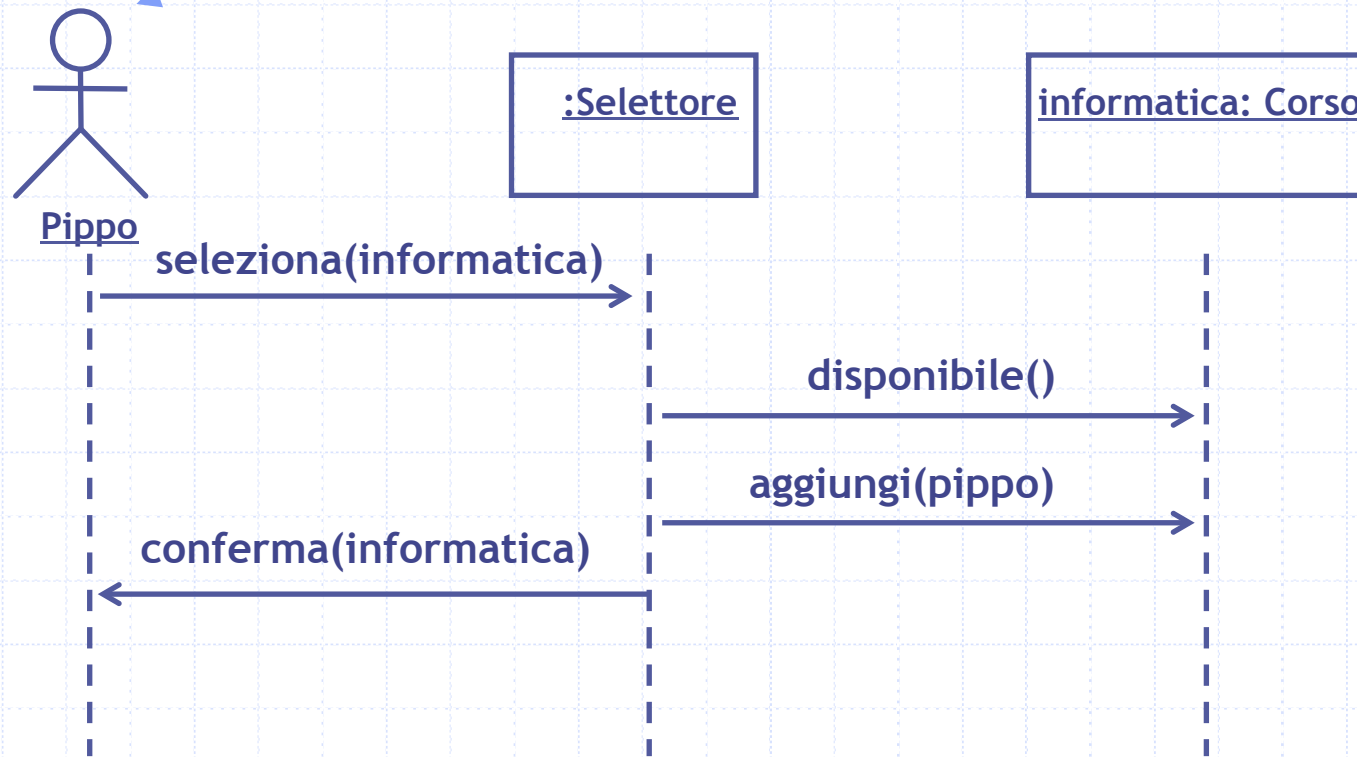 :Selettore
informatica: Corso
Pippo
seleziona(informatica)
disponibile()
aggiungi(pippo)
conferma(informatica)